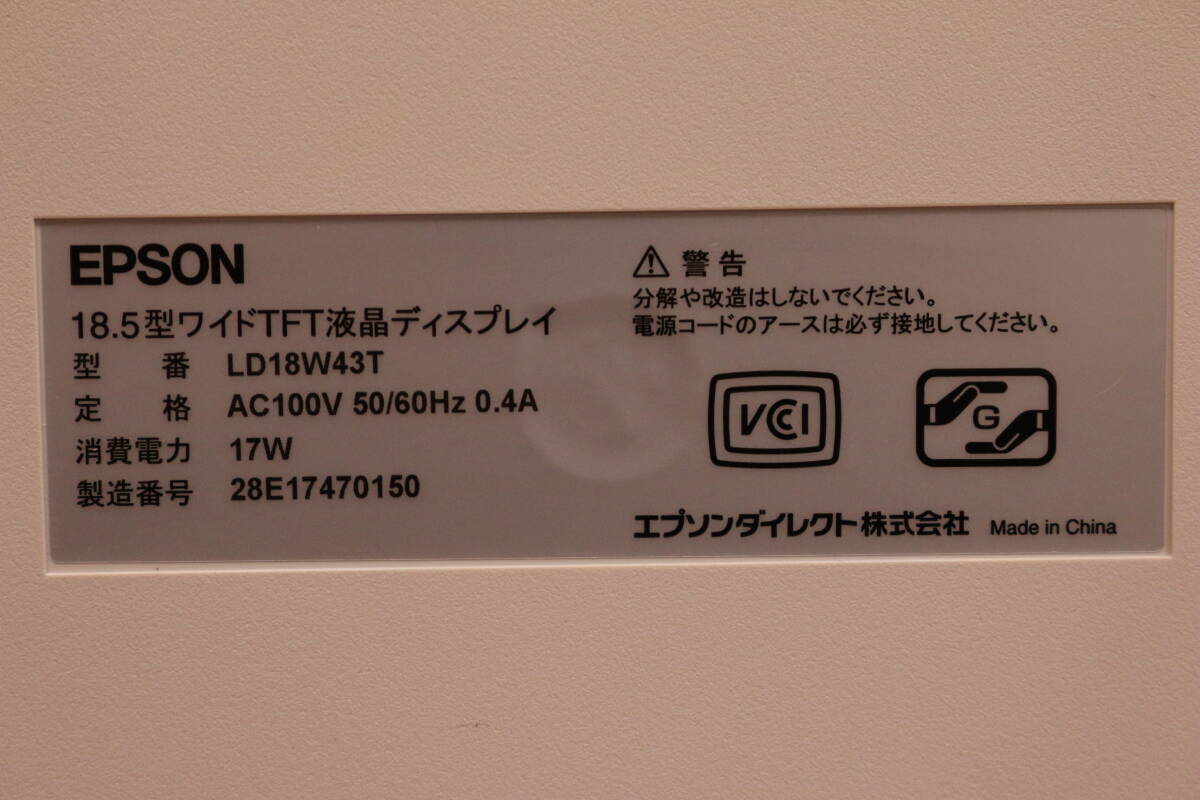 EPSON
18.5型ワイドTFT液晶ディスプレイ
型 番 LD18W43T
定 格 AC100V 50/60Hz 0.4A
消費電力 17W
製造番号 28E17470150
警告
分解や改造はしないでください。
電源コードのアースは必ず接地してください。
VCI
G
エプソンダイレクト株式会社 Made in China